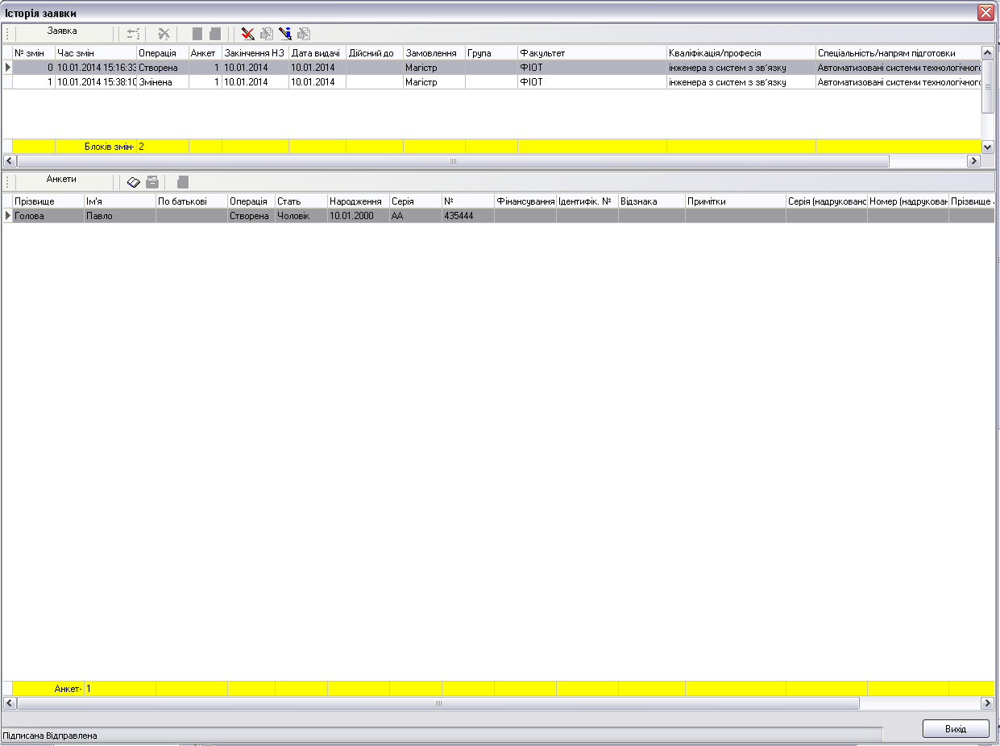 Історія заявки
Заявка
№ змін Час змін Операція Анкет Закінчення НЗ Дата видачі Дійсний до Замовлення Група Факультет Кваліфікація/професія Спеціальність/напрям підготовки
0 10.01.2014 15:16:33 Створена 1 10.01.2014 10.01.2014 Магістр ФІОТ інженера з систем з зв´язку Автоматизовані системи технологічного
1 10.01.2014 15:38:10 Змінена 1 10.01.2014 10.01.2014 Магістр ФІОТ інженера з систем з зв´язку Автоматизовані системи технологічного
Блоків змін- 2
Анкети
Прізвище Ім'я По батькові Операція Стать Народження Серія № Фінансування Ідентифік. № Відзнака Примітки Серія (надруковано Номер (надрукован Прізвище
Голова Павло Створена Чоловік 10.01.2000 АА 435444
Анкет- 1
Вихід
Підписана Відправлена